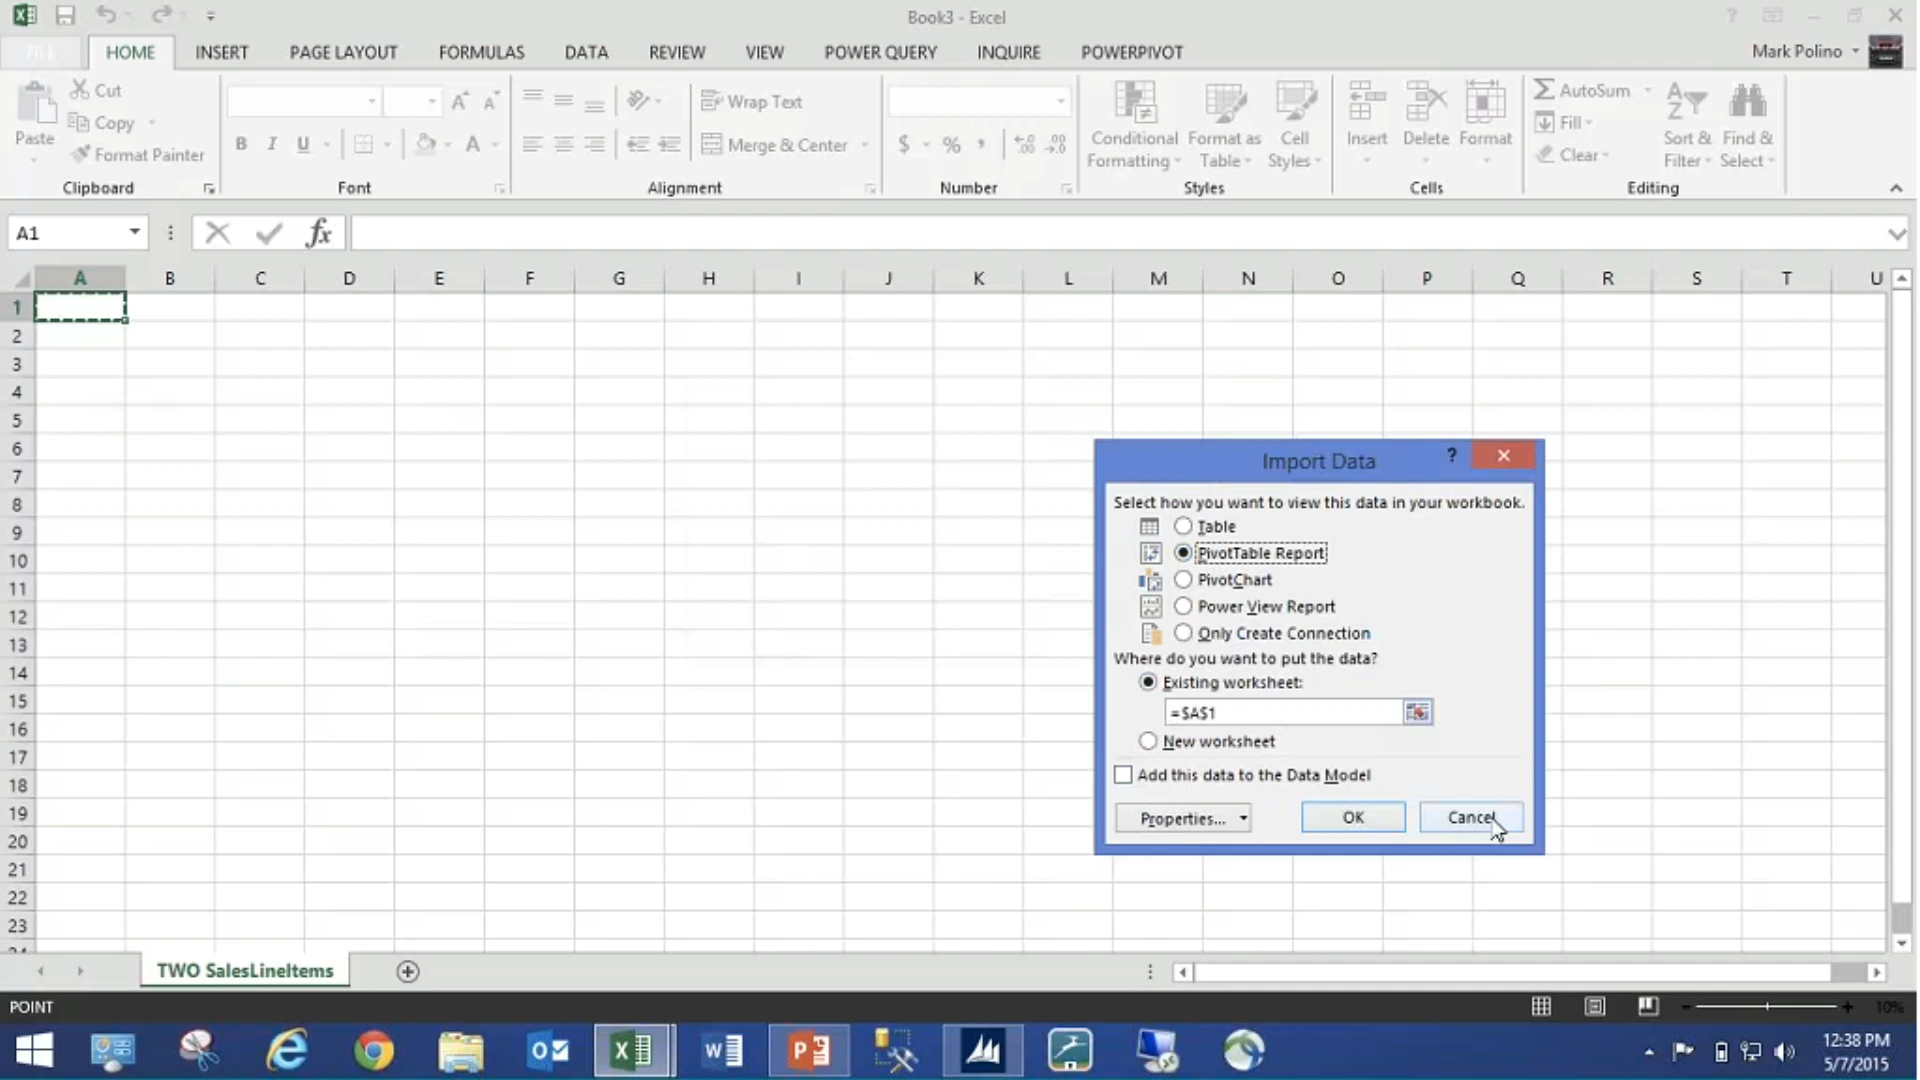 Book3 - Excel
FILE HOME INSERT PAGE LAYOUT FORMULAS DATA REVIEW VIEW POWER QUERY INQUIRE POWERPIVOT Mark Polino
Paste
Cut
Copy
Format Painter
Clipboard
B I U A
Font
Wrap Text
Merge & Center
Alignment
$ % ,
Number
Conditional Formatting
Format as Table
Cell Styles
Styles
Insert
Delete
Format
Cells
AutoSum
Fill
Clear
Sort & Filter
Find & Select
Editing
A1 fx
A B C D E F G H I J K L M N O P Q R S T U
1
2
3
4
5
6
7
8
9
10
11
12
13
14
15
16
17
18
19
20
21
22
23
24
Import Data ?
Select how you want to view this data in your workbook.
Table
PivotTable Report
PivotChart
Power View Report
Only Create Connection
Where do you want to put the data?
Existing worksheet:
=$A$1
New worksheet
Add this data to the Data Model
Properties... OK Cancel
TWO SalesLineItems
POINT 10%
12:38 PM
5/7/2015